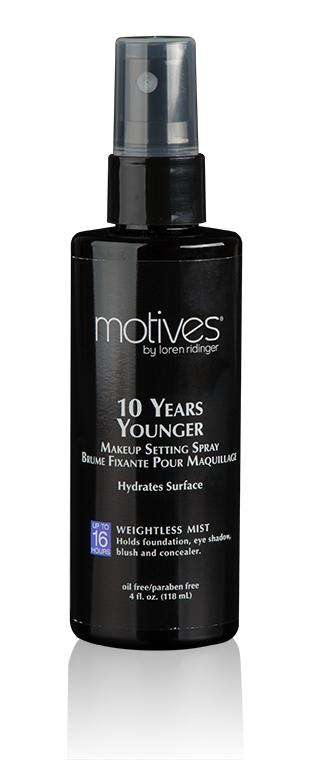 motives®
by loren ridinger
10 YEARS
YOUNGER
MAKEUP SETTING SPRAY
BRUME FIXANTE POUR MAQUILLAGE
Hydrates Surface
UP TO
16
HOURS
WEIGHTLESS MIST
Holds foundation, eye shadow,
blush and concealer.
oil free/paraben free
4 fl. oz. (118 mL)